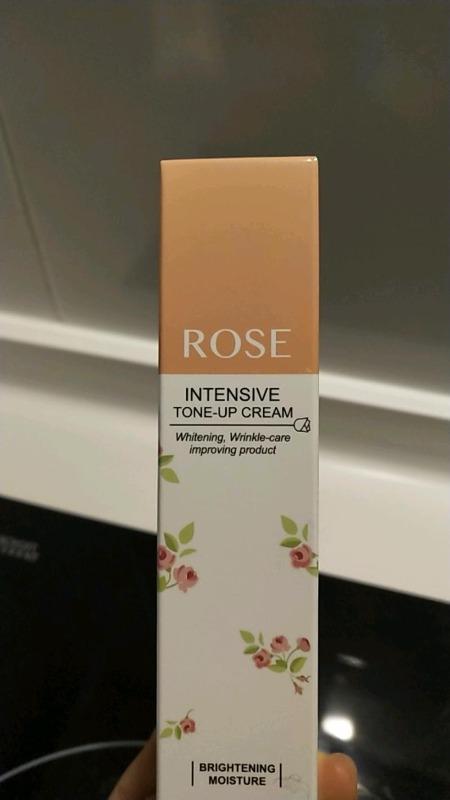 ROSE
INTENSIVE
TONE-UP CREAM
Whitening, Wrinkle-care
improving product
BRIGHTENING
MOISTURE